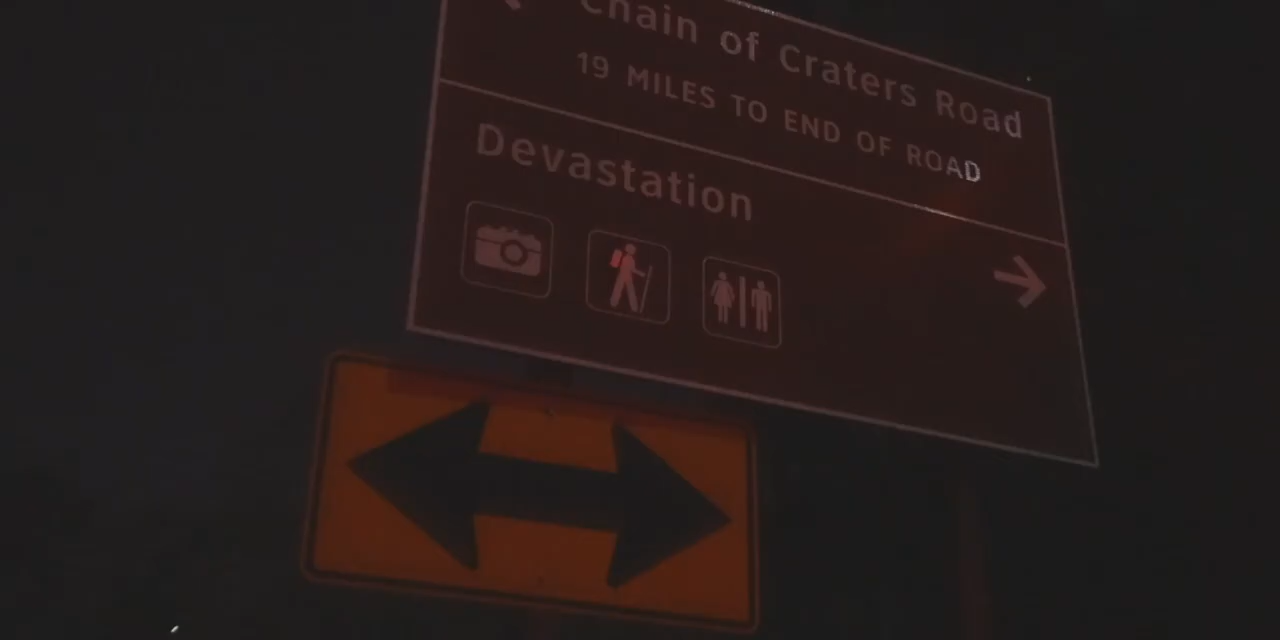 Chain of Craters Road
19 MILES TO END OF ROAD
Devastation